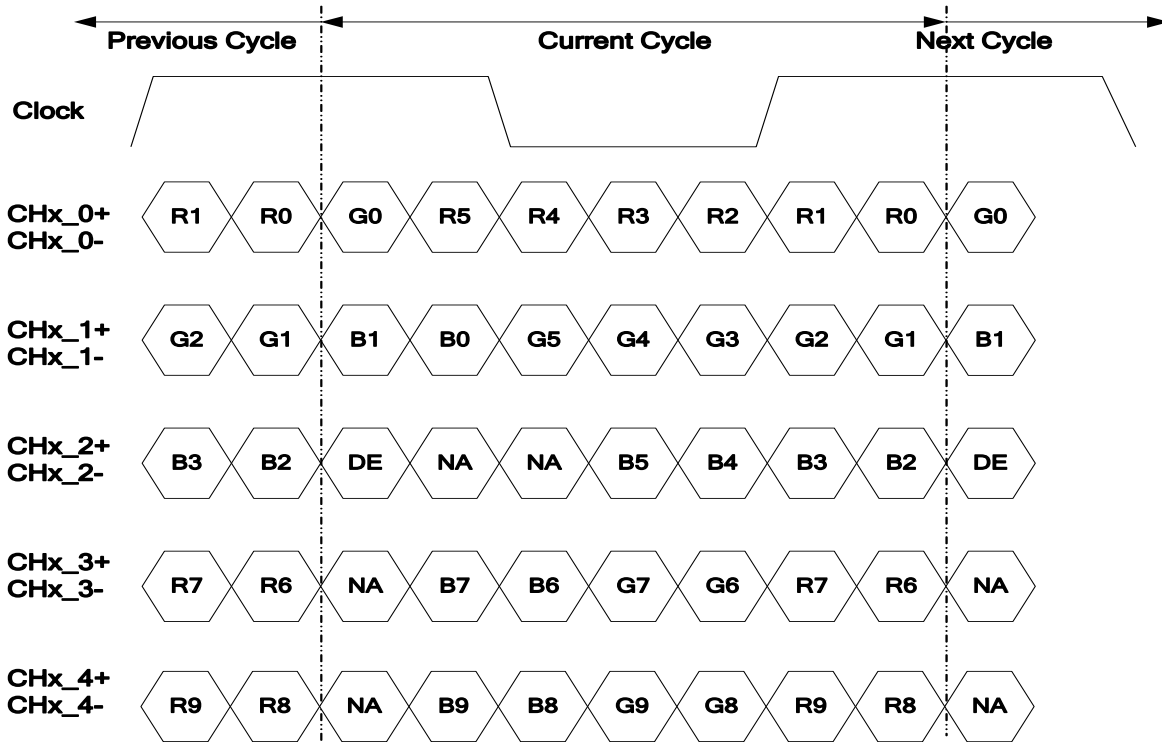 Previous Cycle Current Cycle Next Cycle
Clock
CHx_0+
CHx_0-
R1 R0 G0 R5 R4 R3 R2 R1 R0 G0
CHx_1+
CHx_1-
G2 G1 B1 B0 G5 G4 G3 G2 G1 B1
CHx_2+
CHx_2-
B3 B2 DE NA NA B5 B4 B3 B2 DE
CHx_3+
CHx_3-
R7 R6 NA B7 B6 G7 G6 R7 R6 NA
CHx_4+
CHx_4-
R9 R8 NA B9 B8 G9 G8 R9 R8 NA